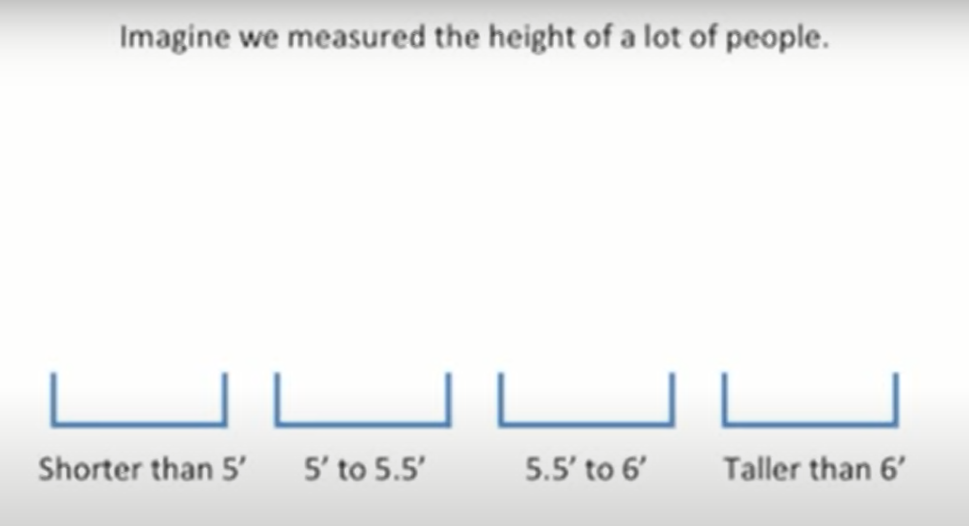 Imagine we measured the height of a lot of people.
Shorter than 5′ 5′ to 5.5′ 5.5′ to 6′ Taller than 6′